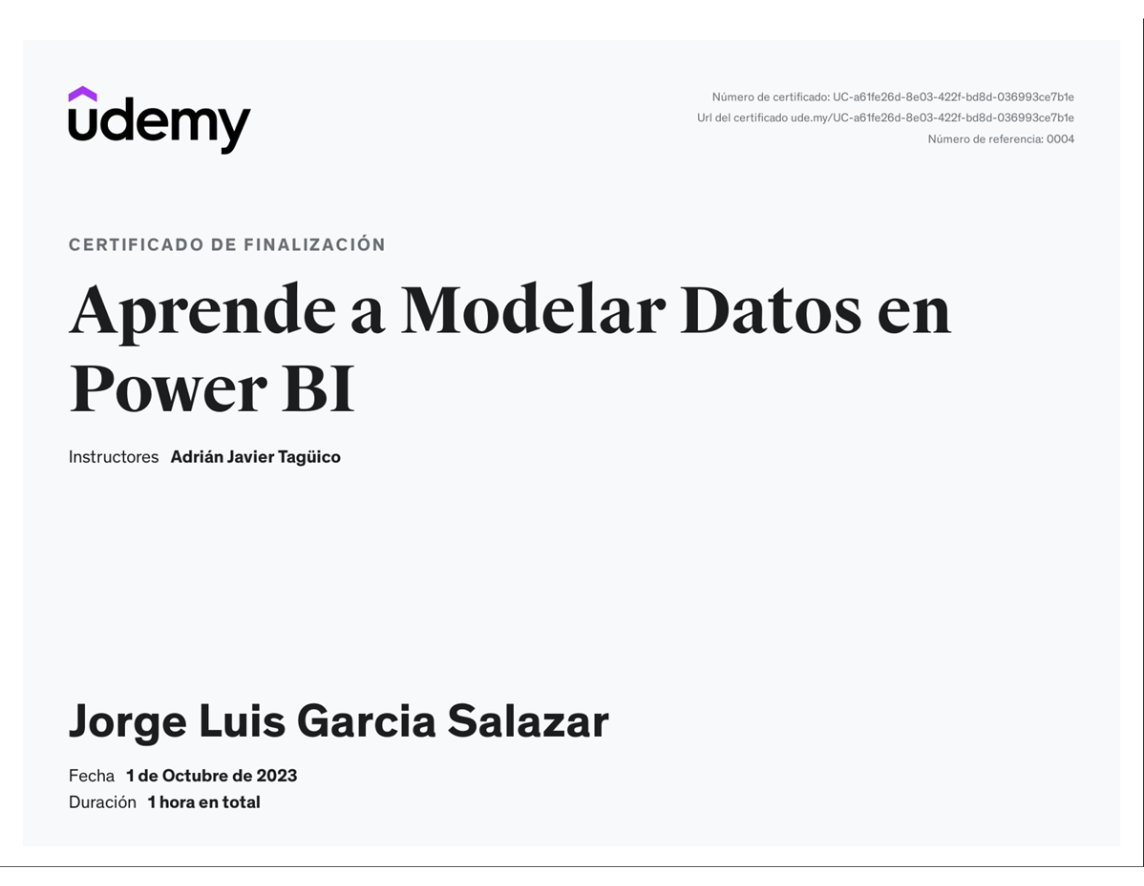 udemy
Número de certificado: UC-a61fe26d-8e03-422f-bd8d-036993ce7b1e
Url del certificado ude.my/UC-a61fe26d-8e03-422f-bd8d-036993ce7b1e
Número de referencia: 0004
CERTIFICADO DE FINALIZACIÓN
Aprende a Modelar Datos en
Power BI
Instructores Adrián Javier Tagüico
Jorge Luis Garcia Salazar
Fecha 1 de Octubre de 2023
Duración 1 hora en total